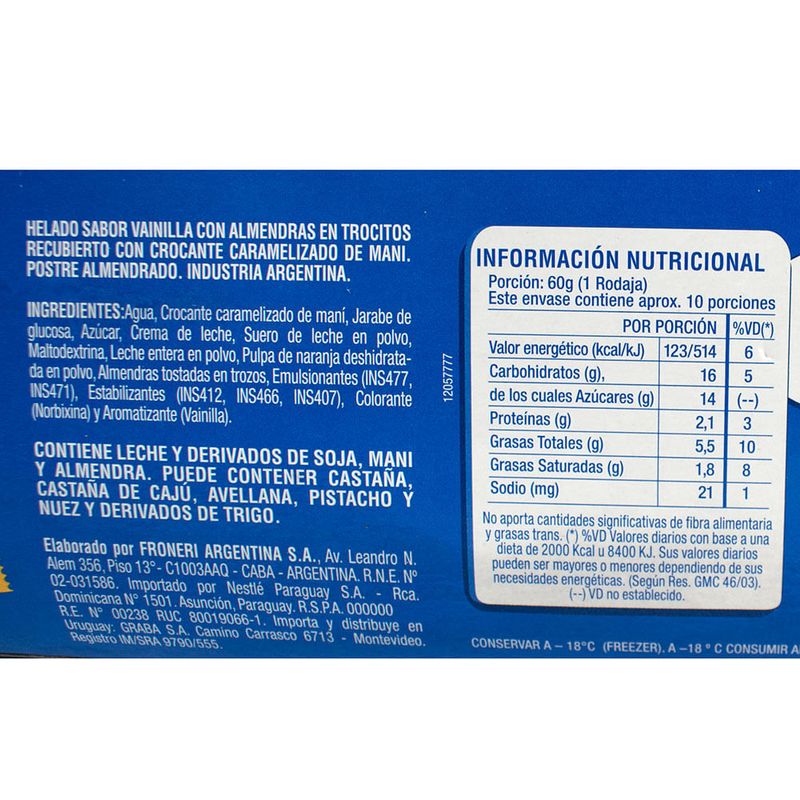 HELADO SABOR VAINILLA CON ALMENDRAS EN TROCITOS
RECUBIERTO CON CROCANTE CARAMELIZADO DE MANI.
POSTRE ALMENDRADO. INDUSTRIA ARGENTINA.
INGREDIENTES:Agua, Crocante caramelizado de maní, Jarabe de
glucosa, Azúcar, Crema de leche, Suero de leche en polvo,
Maltodextrina, Leche entera en polvo, Pulpa de naranja deshidrata-
da en polvo, Almendras tostadas en trozos, Emulsionantes (INS477,
INS471), Estabilizantes (INS412, INS466, INS407), Colorante
(Norbixina) y Aromatizante (Vainilla).
CONTIENE LECHE Y DERIVADOS DE SOJA, MANI
Y ALMENDRA. PUEDE CONTENER CASTAÑA,
CASTAÑA DE CAJÚ, AVELLANA, PISTACHO Y
NUEZ Y DERIVADOS DE TRIGO.
Elaborado por FRONERI ARGENTINA S.A., Av. Leandro N.
Alem 356, Piso 13°- C1003AAQ - CABA - ARGENTINA. R.N.E. N°
02-031586. Importado por Nestlé Paraguay S.A. - Rca.
Dominicana N° 1501. Asunción, Paraguay. R.S.P.A. 000000
R.E. N° 00238 RUC 80019066-1. Importa y distribuye en
Uruguay: GRABA S.A. Camino Carrasco 6713 - Montevideo.
Registro IM/SRA 9790/555.
12057777
INFORMACIÓN NUTRICIONAL
Porción: 60g (1 Rodaja)
Este envase contiene aprox. 10 porciones
POR PORCIÓN %VD(*)
Valor energético (kcal/kJ) 123/514 6
Carbohidratos (g), 16 5
de los cuales Azúcares (g) 14 (--)
Proteínas (g) 2,1 3
Grasas Totales (g) 5,5 10
Grasas Saturadas (g) 1,8 8
Sodio (mg) 21 1
No aporta cantidades significativas de fibra alimentaria
y grasas trans. (*) %VD Valores diarios con base a una
dieta de 2000 Kcal u 8400 KJ. Sus valores diarios
pueden ser mayores o menores dependiendo de sus
necesidades energéticas. (Según Res. GMC 46/03).
(--) VD no establecido.
CONSERVAR A – 18°C (FREEZER). A –18 ° C CONSUMIR